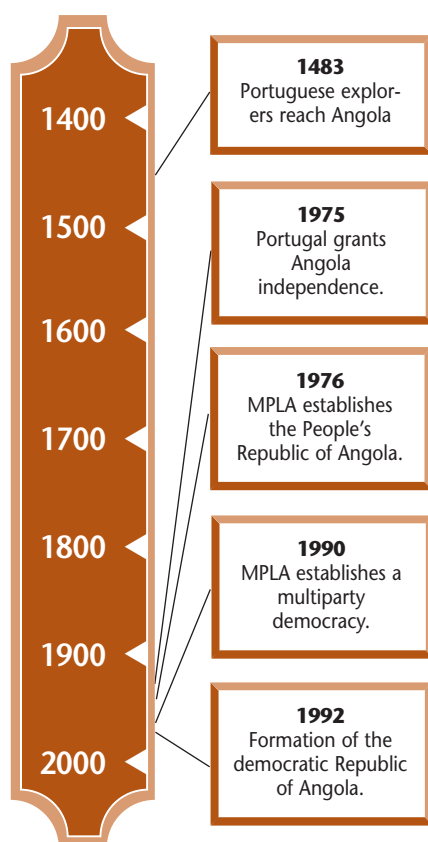 1400
1500
1600
1700
1800
1900
2000
1483
Portuguese explor-
ers reach Angola
1975
Portugal grants
Angola
independence.
1976
MPLA establishes
the People's
Republic of Angola.
1990
MPLA establishes a
multiparty
democracy.
1992
Formation of the
democratic Republic
of Angola.